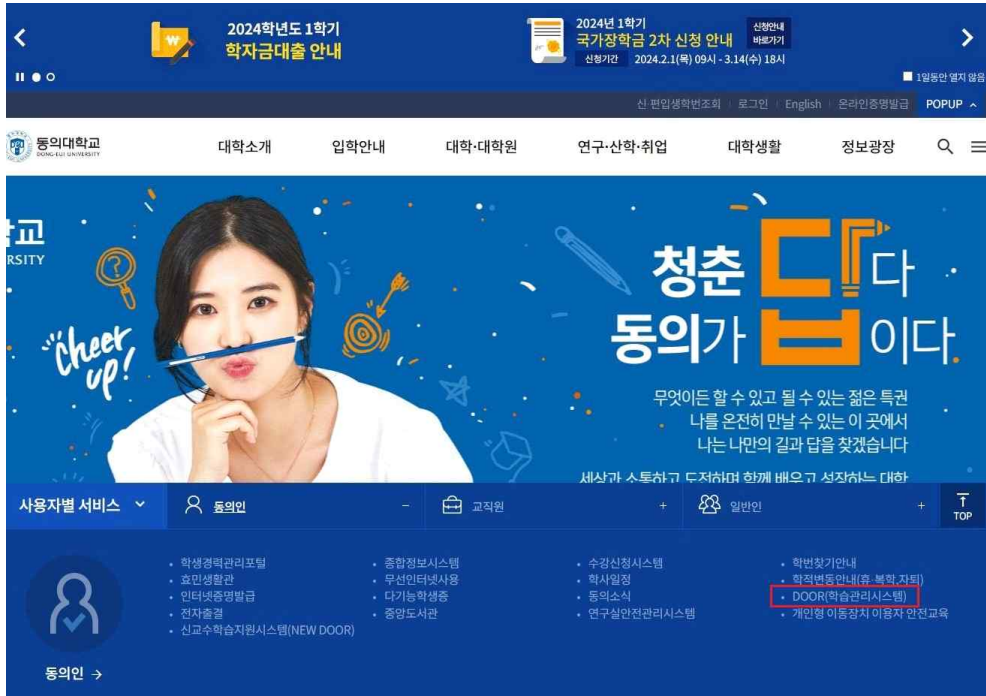 2024학년도 1학기
학자금대출 안내
2024년 1학기
국가장학금 2차 신청 안내
신청안내
바로가기
신청기간 2024.2.1(목) 09시 - 3.14(수) 18시
1일동안 열지 않음
신·편입생학번조회
로그인
English
온라인증명발급
POPUP
동의대학교
DONG-EUI UNIVERSITY
대학소개
입학안내
대학·대학원
연구·산학·취업
대학생활
정보광장
학교
RSITY
cheer
up!
청춘 답다
동의가 답이다.
무엇이든 할 수 있고 될 수 있는 젊은 특권
나를 온전히 만날 수 있는 이 곳에서
나는 나만의 길과 답을 찾겠습니다
세상과 소통하고 도전하며 함께 배우고 성장하는 대학
사용자별 서비스
동의인
교직원
일반인
TOP
학생경력관리포털
효민생활관
인터넷증명발급
전자출결
신교수학습지원시스템(NEW DOOR)
종합정보시스템
무선인터넷사용
다기능학생증
중앙도서관
수강신청시스템
학사일정
동의소식
연구실안전관리시스템
학번찾기안내
학적변동안내(휴·복학,자퇴)
DOOR(학습관리시스템)
개인형 이동장치 이용자 안전교육
동의인 →